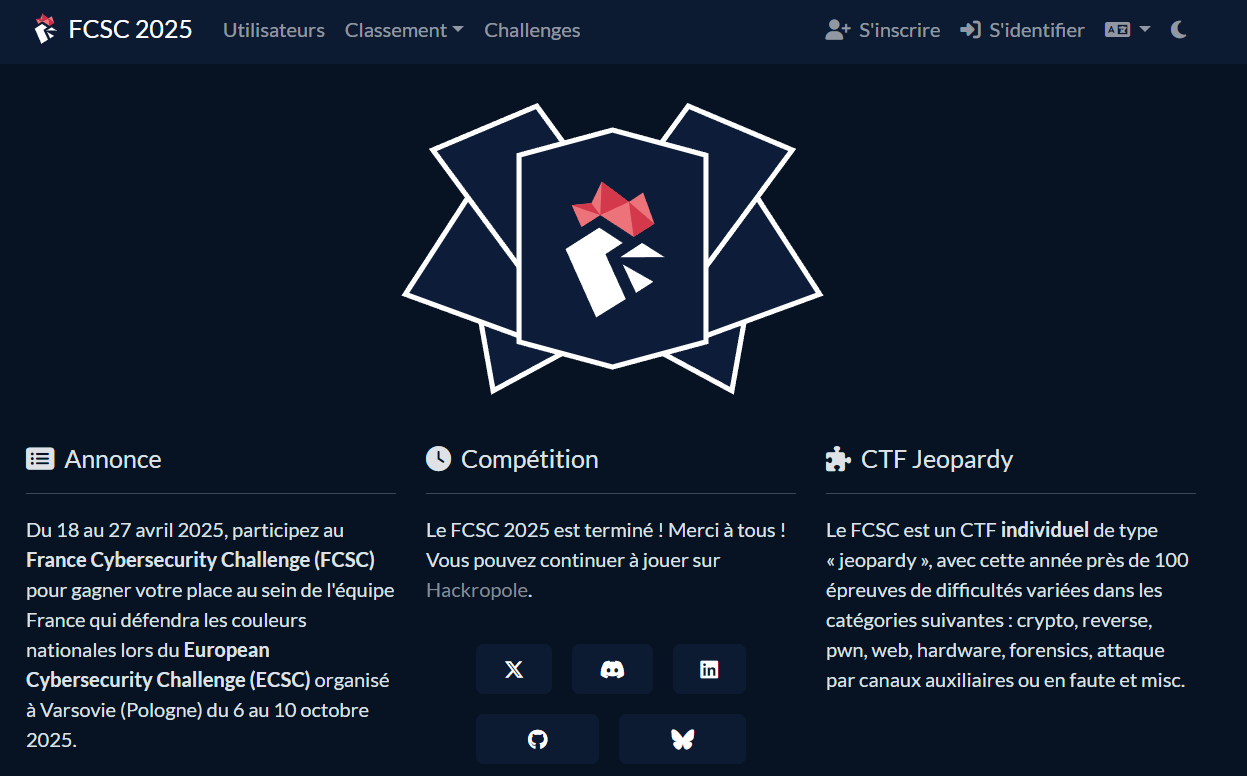 FCSC 2025 Utilisateurs Classement Challenges S'inscrire S'identifier
Annonce
Du 18 au 27 avril 2025, participez au
France Cybersecurity Challenge (FCSC)
pour gagner votre place au sein de l'équipe
France qui défendra les couleurs
nationales lors du European
Cybersecurity Challenge (ECSC) organisé
à Varsovie (Pologne) du 6 au 10 octobre
2025.
Compétition
Le FCSC 2025 est terminé ! Merci à tous !
Vous pouvez continuer à jouer sur
Hackropole.
CTF Jeopardy
Le FCSC est un CTF individuel de type
« jeopardy », avec cette année près de 100
épreuves de difficultés variées dans les
catégories suivantes : crypto, reverse,
pwn, web, hardware, forensics, attaque
par canaux auxiliaires ou en faute et misc.